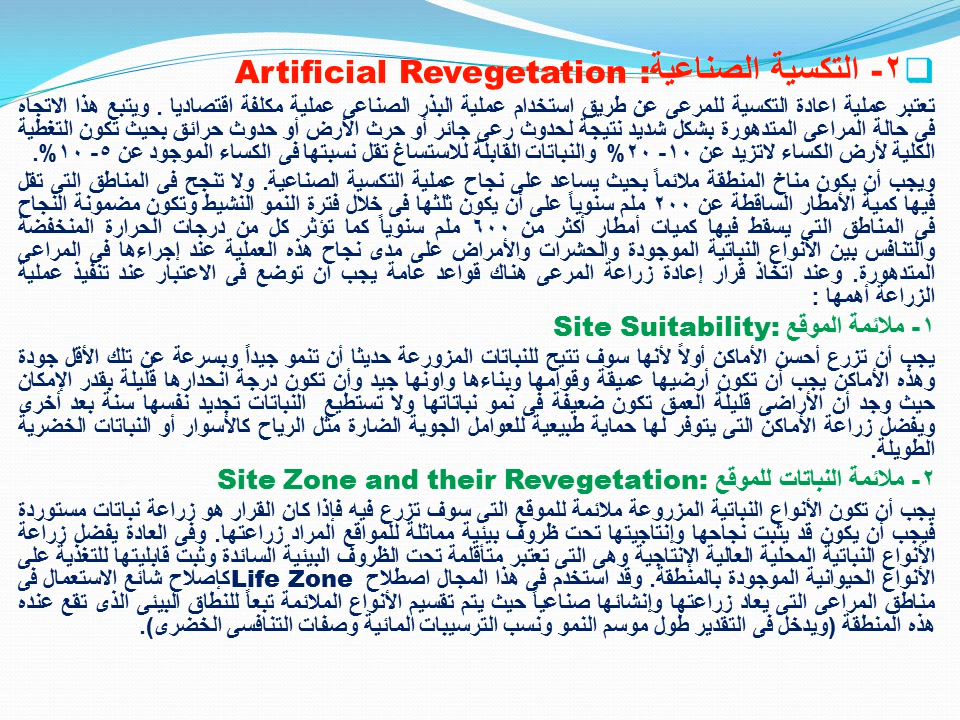 ٢- التكسية الصناعية: Artificial Revegetation
تعتبر عملية اعادة التكسية للمرعى عن طريق استخدام عملية البذر الصناعى عملية مكلفة اقتصاديا . ويتبع هذا الاتجاه
فى حالة المراعى المتدهورة بشكل شديد نتيجة لحدوث رعى جائر أو حرث الأرض أو حدوث حرائق بحيث تكون التغطية
الكلية لأرض الكساء لاتزيد عن ١٠- ٢٠% والنباتات القابلة للاستساغ تقل نسبتها فى الكساء الموجود عن ٥- ١٠%.
ويجب أن يكون مناخ المنطقة ملائماً بحيث يساعد على نجاح عملية التكسية الصناعية. ولا تنجح فى المناطق التى تقل
فيها كمية الأمطار الساقطة عن ٢٠٠ ملم سنوياً على أن يكون ثلثها فى خلال فترة النمو النشيط وتكون مضمونة النجاح
فى المناطق التى يسقط فيها كميات أمطار أكثر من ٦٠٠ ملم سنوياً كما تؤثر كل من درجات الحرارة المنخفضة
والتنافس بين الأنواع النباتية الموجودة والحشرات والأمراض على مدى نجاح هذه العملية عند إجراءها فى المراعى
المتدهورة. وعند اتخاذ قرار إعادة زراعة المرعى هناك قواعد عامة يجب ان توضع فى الاعتبار عند تنفيذ عملية
الزراعة أهمها :
١- ملائمة الموقع Site Suitability:
يجب أن تزرع أحسن الأماكن أولاً لأنها سوف تتيح للنباتات المزورعة حديثا أن تنمو جيداً وبسرعة عن تلك الأقل جودة
وهذه الأماكن يجب أن تكون أرضيها عميقة وقوامها وبناءها واونها جيد وأن تكون درجة انحدارها قليلة بقدر الإمكان
حيث وجد أن الأراضى قليلة العمق تكون ضعيفة فى نمو نباتاتها ولا تستطيع النباتات تجديد نفسها سنة بعد أخرى
ويفضل زراعة الأماكن التى يتوفر لها حماية طبيعية للعوامل الجوية الضارة مثل الرياح كالأسوار أو النباتات الخضرية
الطويلة.
٢- ملائمة النباتات للموقع Site Zone and their Revegetation:
يجب أن تكون الأنواع النباتية المزروعة ملائمة للموقع التى سوف تزرع فيه فإذا كان القرار هو زراعة نباتات مستوردة
فيجب أن يكون قد يثبت نجاحها وإنتاجيتها تحت ظروف بيئية مماثلة للمواقع المراد زراعتها. وفى العادة يفضل زراعة
الأنواع النباتية المحلية العالية الإنتاجية وهى التى تعتبر متأقلمة تحت الظروف البيئية السائدة وثبت قابليتها للتغذية على
الأنواع الحيوانية الموجودة بالمنطقة. وقد استخدم فى هذا المجال اصطلاح Life Zone كإصلاح شائع الاستعمال فى
مناطق المراعى التى يعاد زراعتها وإنشائها صناعياً حيث يتم تقسيم الأنواع الملائمة تبعاً للنطاق البيئى الذى تقع عنده
هذه المنطقة (ويدخل فى التقدير طول موسم النمو ونسب الترسيبات المائية وصفات التنافسى الخضرى).